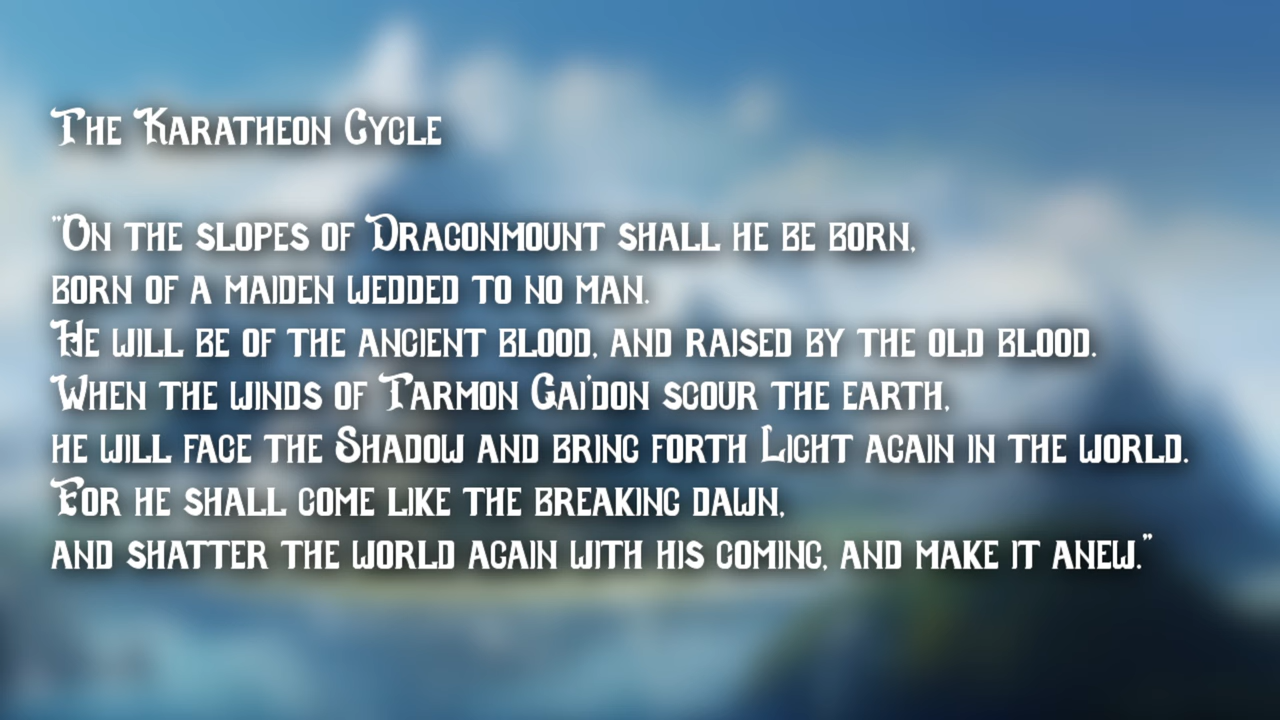 The Karatheon Cycle
"On the slopes of Dragonmount shall he be born,
born of a maiden wedded to no man.
He will be of the ancient blood, and raised by the old blood.
When the winds of Tarmon Gai'don scour the earth,
he will face the Shadow and bring forth Light again in the world.
For he shall come like the breaking dawn,
and shatter the world again with his coming, and make it anew."